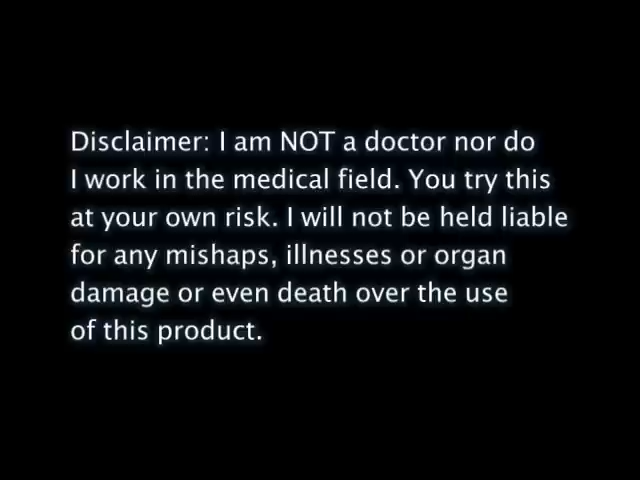 Disclaimer: I am NOT a doctor nor do
I work in the medical field. You try this
at your own risk. I will not be held liable
for any mishaps, illnesses or organ
damage or even death over the use
of this product.